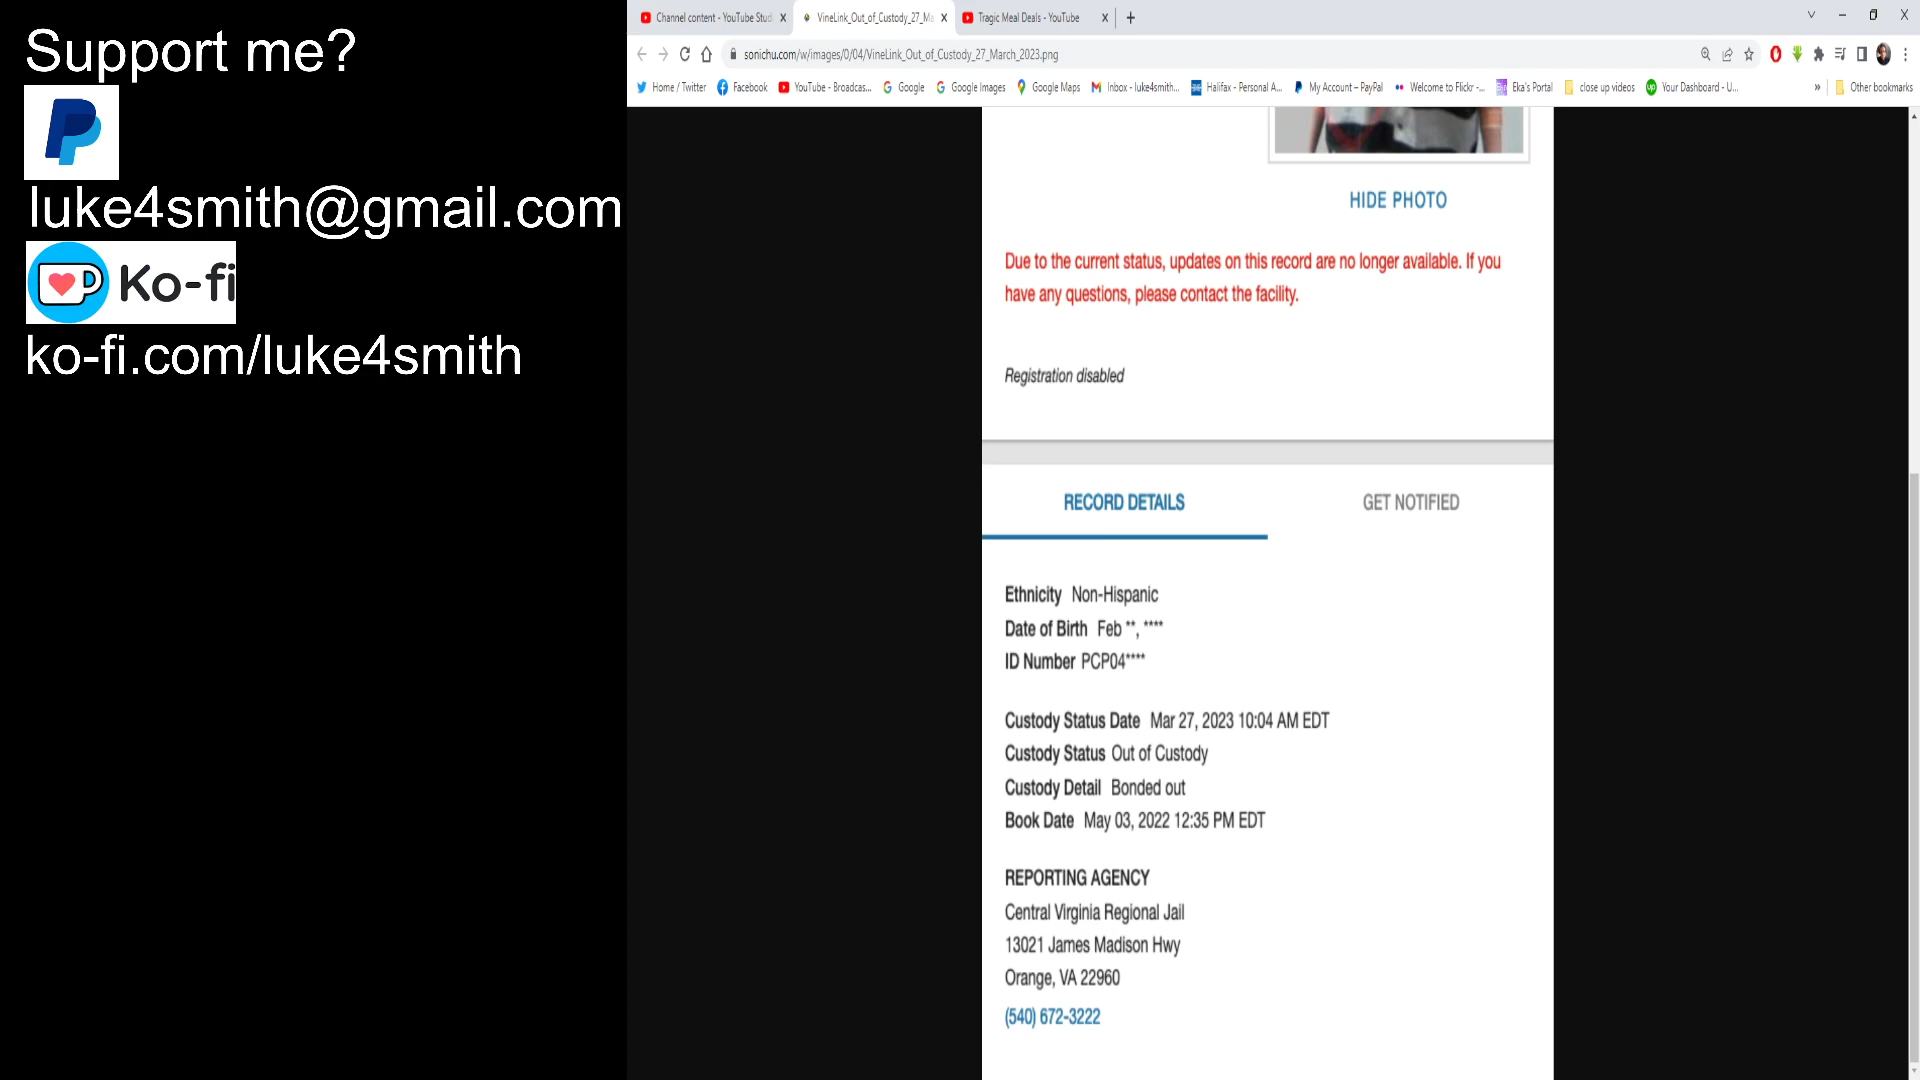 Support me?
luke4smith@gmail.com
Ko-fi
ko-fi.com/luke4smith
Channel content - YouTube Stud
VineLink_Out_of_Custody_27_Ma
Tragic Meal Deals - YouTube
sonichu.com/w/images/0/04/VineLink_Out_of_Custody_27_March_2023.png
Home / Twitter
Facebook
YouTube - Broadcas...
Google
Google Images
Google Maps
Inbox - luke4smith...
Halifax - Personal A...
My Account – PayPal
Welcome to Flickr -...
Eka's Portal
close up videos
Your Dashboard - U...
»
Other bookmarks
HIDE PHOTO
Due to the current status, updates on this record are no longer available. If you
have any questions, please contact the facility.
Registration disabled
RECORD DETAILS
GET NOTIFIED
Ethnicity Non-Hispanic
Date of Birth Feb **, ****
ID Number PCP04****
Custody Status Date Mar 27, 2023 10:04 AM EDT
Custody Status Out of Custody
Custody Detail Bonded out
Book Date May 03, 2022 12:35 PM EDT
REPORTING AGENCY
Central Virginia Regional Jail
13021 James Madison Hwy
Orange, VA 22960
(540) 672-3222